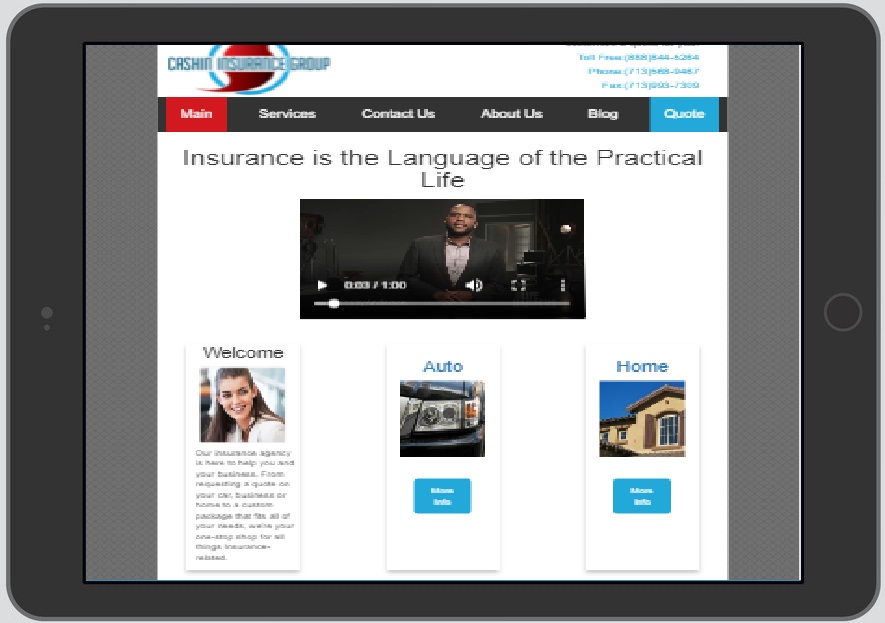 CASHIN INSURANCE GROUP
Toll Free:(888)644-5264
Phone:(713)568-9467
Fax:(713)993-7309
Main
Services
Contact Us
About Us
Blog
Quote
Insurance is the Language of the Practical
Life
0:03 / 1:00
Welcome
Our insurance agency
is here to help you and
your business. From
requesting a quote on
your car, business or
home to a custom
package that fits all of
your needs, we're your
one-stop shop for all
things insurance-
related.
Auto
More
Info
Home
More
Info